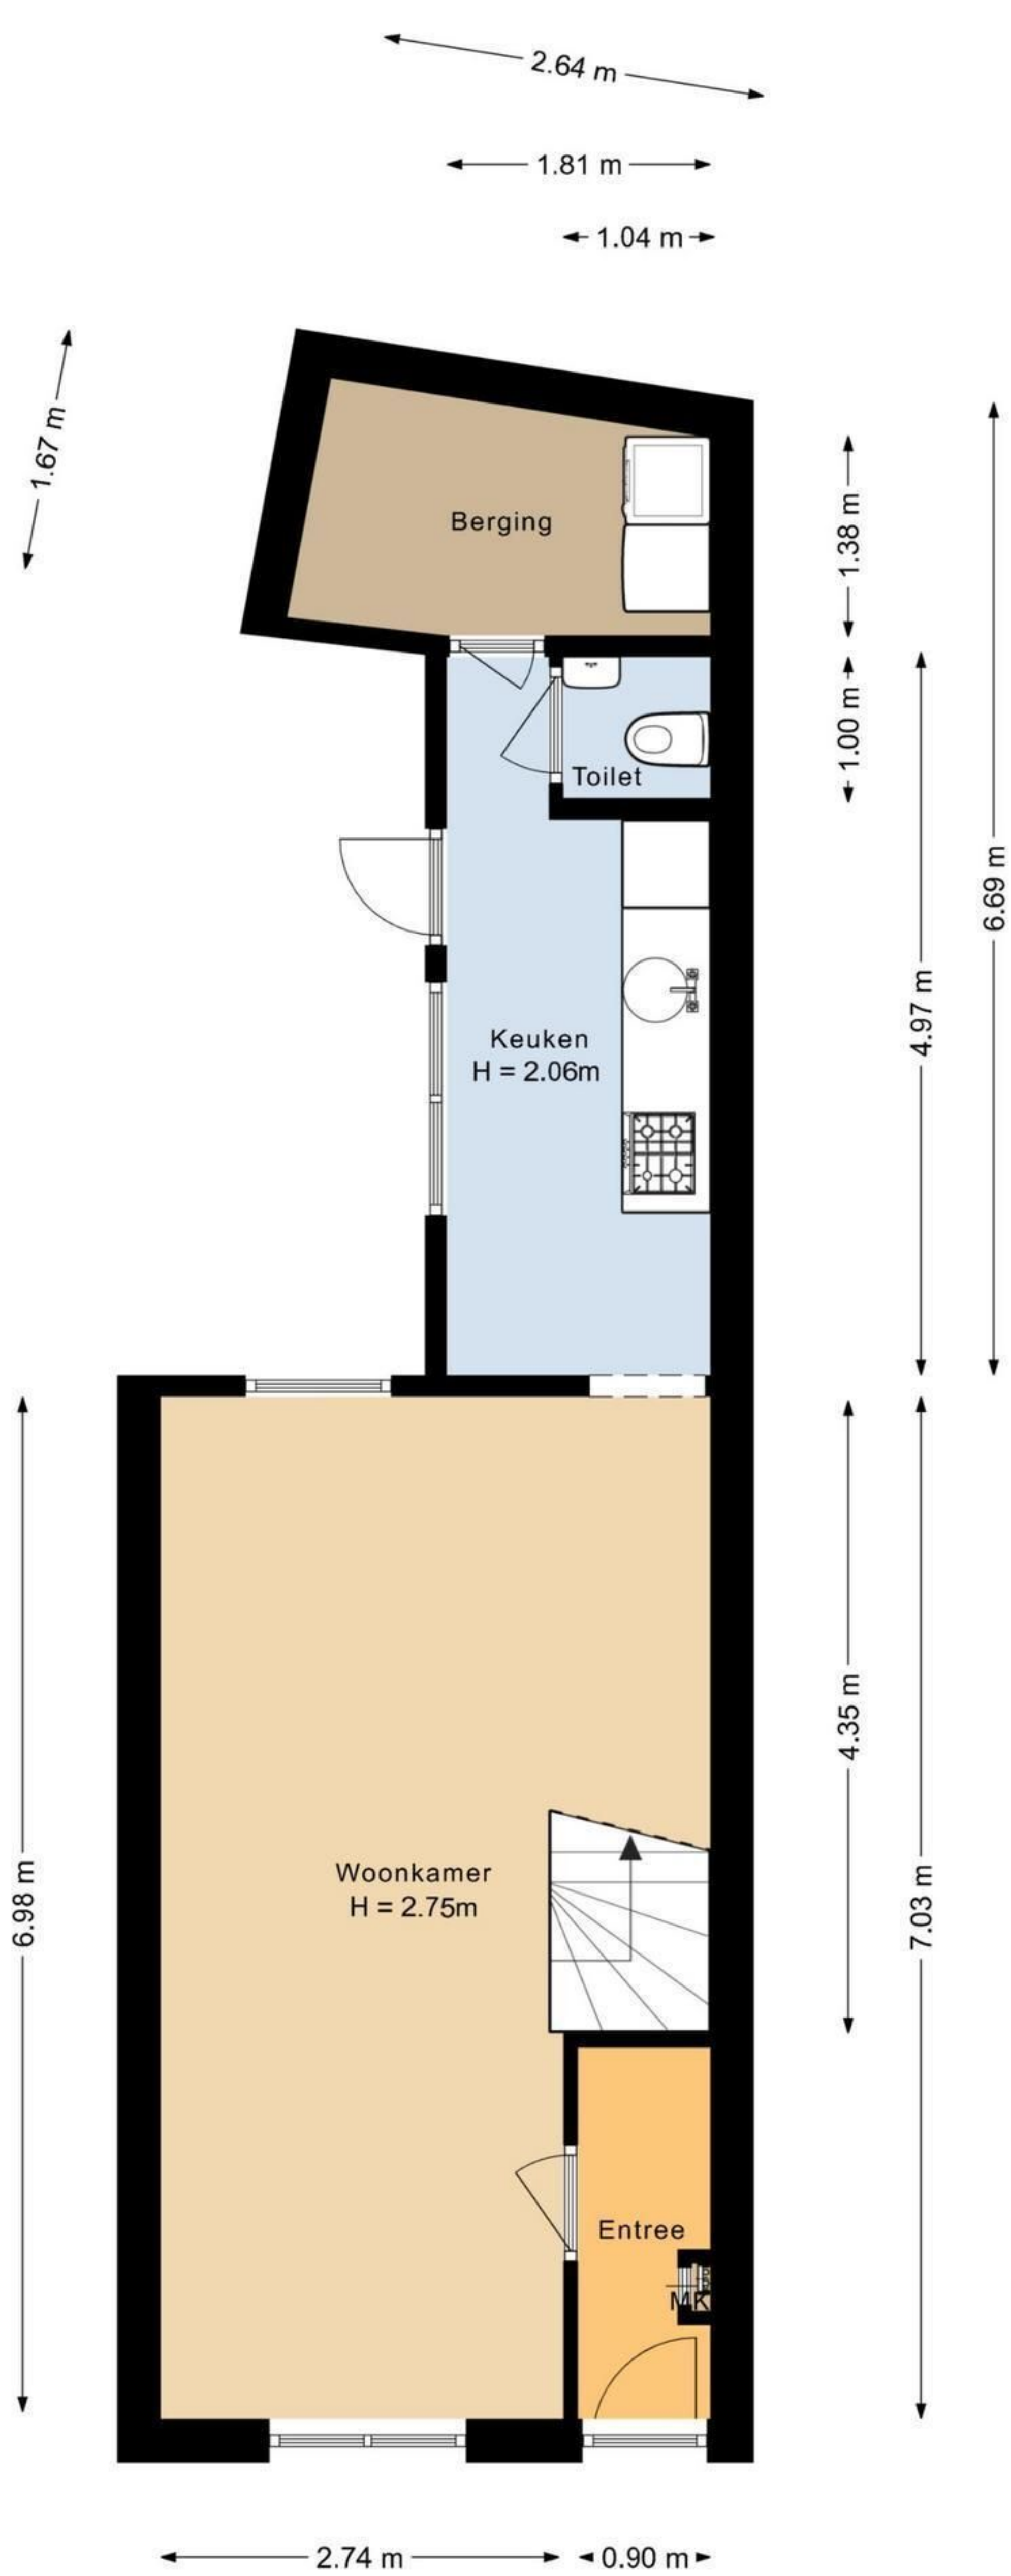 2.64 m
1.81 m
1.04 m
1.67 m
Berging
1.38 m
1.00 m
Toilet
6.69 m
4.97 m
Keuken
H = 2.06m
4.35 m
Woonkamer
H = 2.75m
6.98 m
7.03 m
Entree
MK
2.74 m
0.90 m